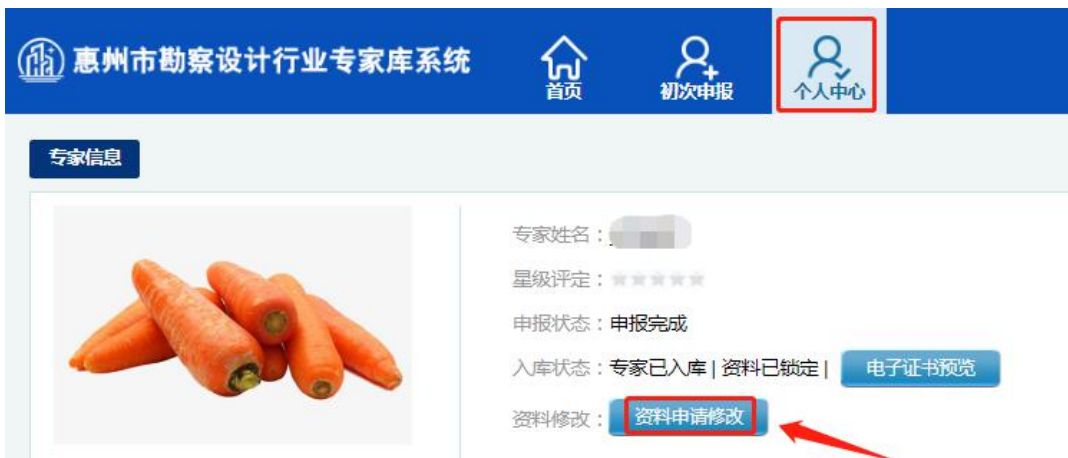 惠州市勘察设计行业专家库系统
首页
初次申报
个人中心
专家信息
专家姓名：
星级评定：
申报状态：申报完成
入库状态：专家已入库 | 资料已锁定 | 电子证书预览
资料修改：资料申请修改